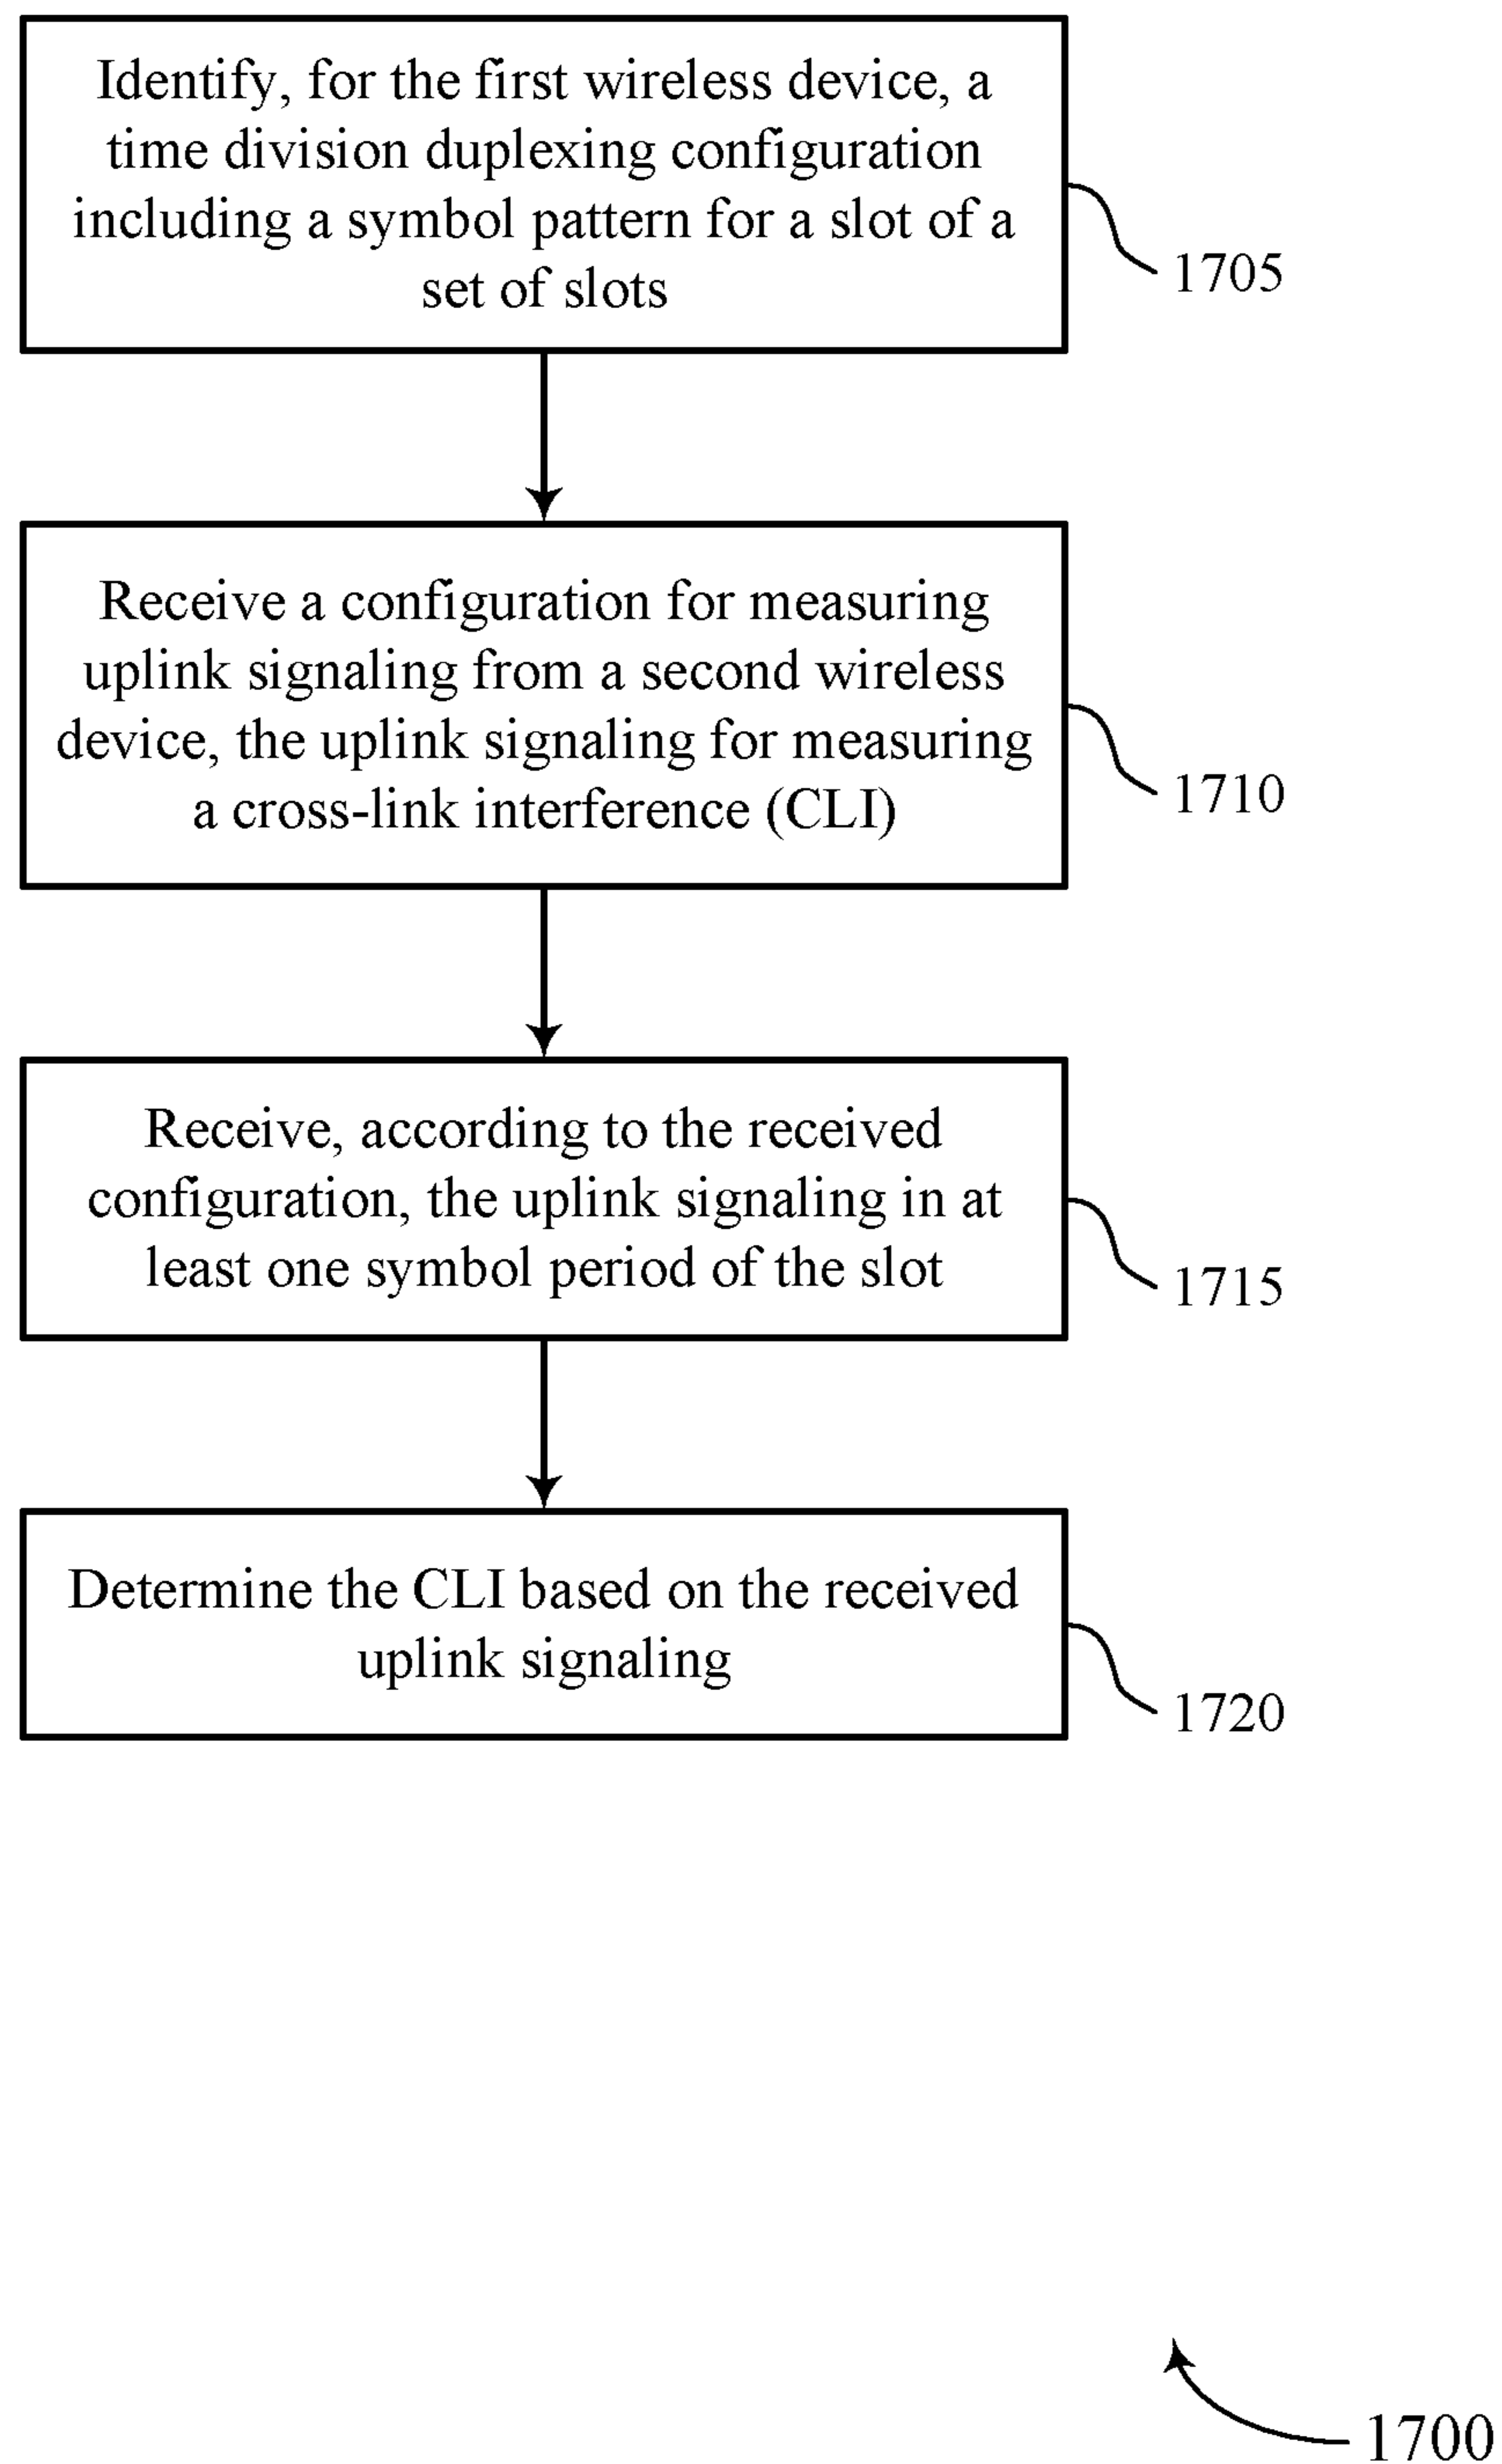 Identify, for the first wireless device, a
time division duplexing configuration
including a symbol pattern for a slot of a
set of slots
1705
Receive a configuration for measuring
uplink signaling from a second wireless
device, the uplink signaling for measuring
a cross-link interference (CLI)
1710
Receive, according to the received
configuration, the uplink signaling in at
least one symbol period of the slot
1715
Determine the CLI based on the received
uplink signaling
1720
1700